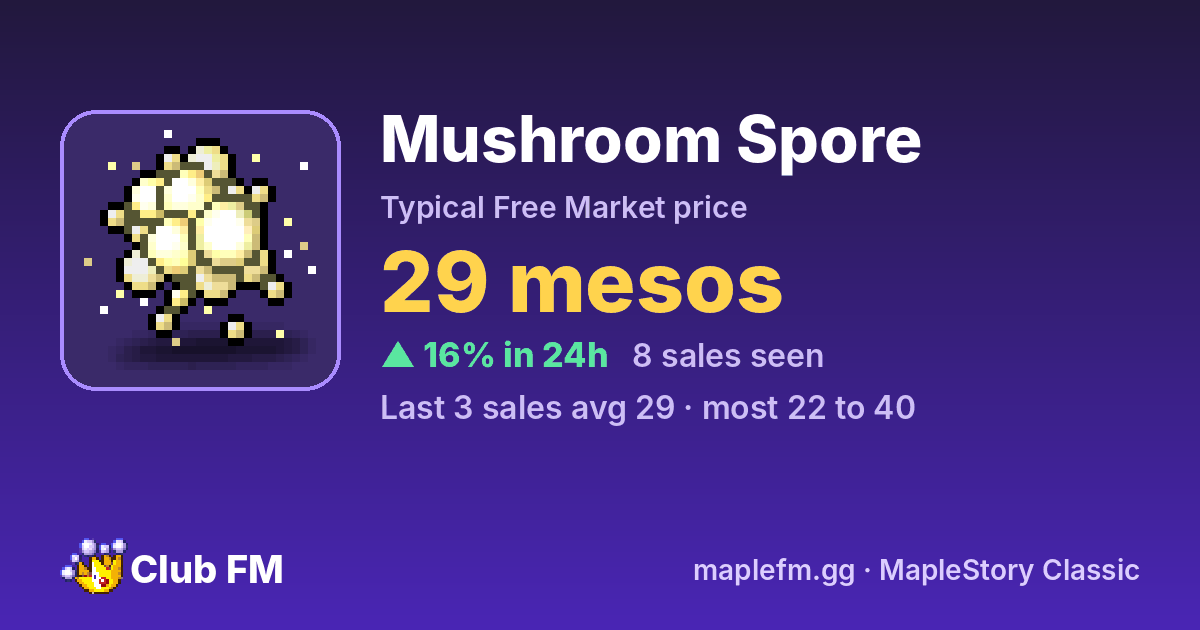 Mushroom Spore
Typical Free Market price
29 mesos
▲ 16% in 24h 8 sales seen
Last 3 sales avg 29 · most 22 to 40
Club FM
maplefm.gg · MapleStory Classic